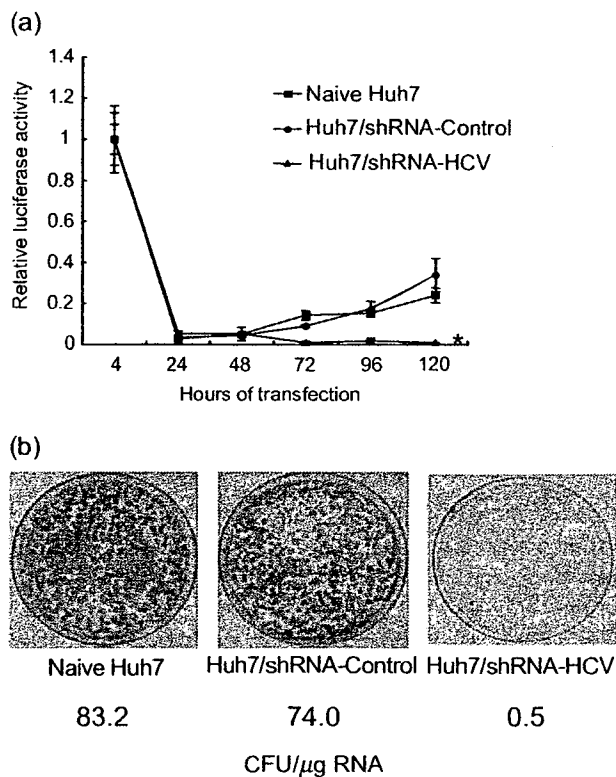 (a)
Relative luciferase activity
1.4
1.2
1
0.8
0.6
0.4
0.2
0
Naive Huh7
Huh7/shRNA-Control
Huh7/shRNA-HCV
*
4 24 48 72 96 120
Hours of transfection
(b)
Naive Huh7 Huh7/shRNA-Control Huh7/shRNA-HCV
83.2 74.0 0.5
CFU/μg RNA